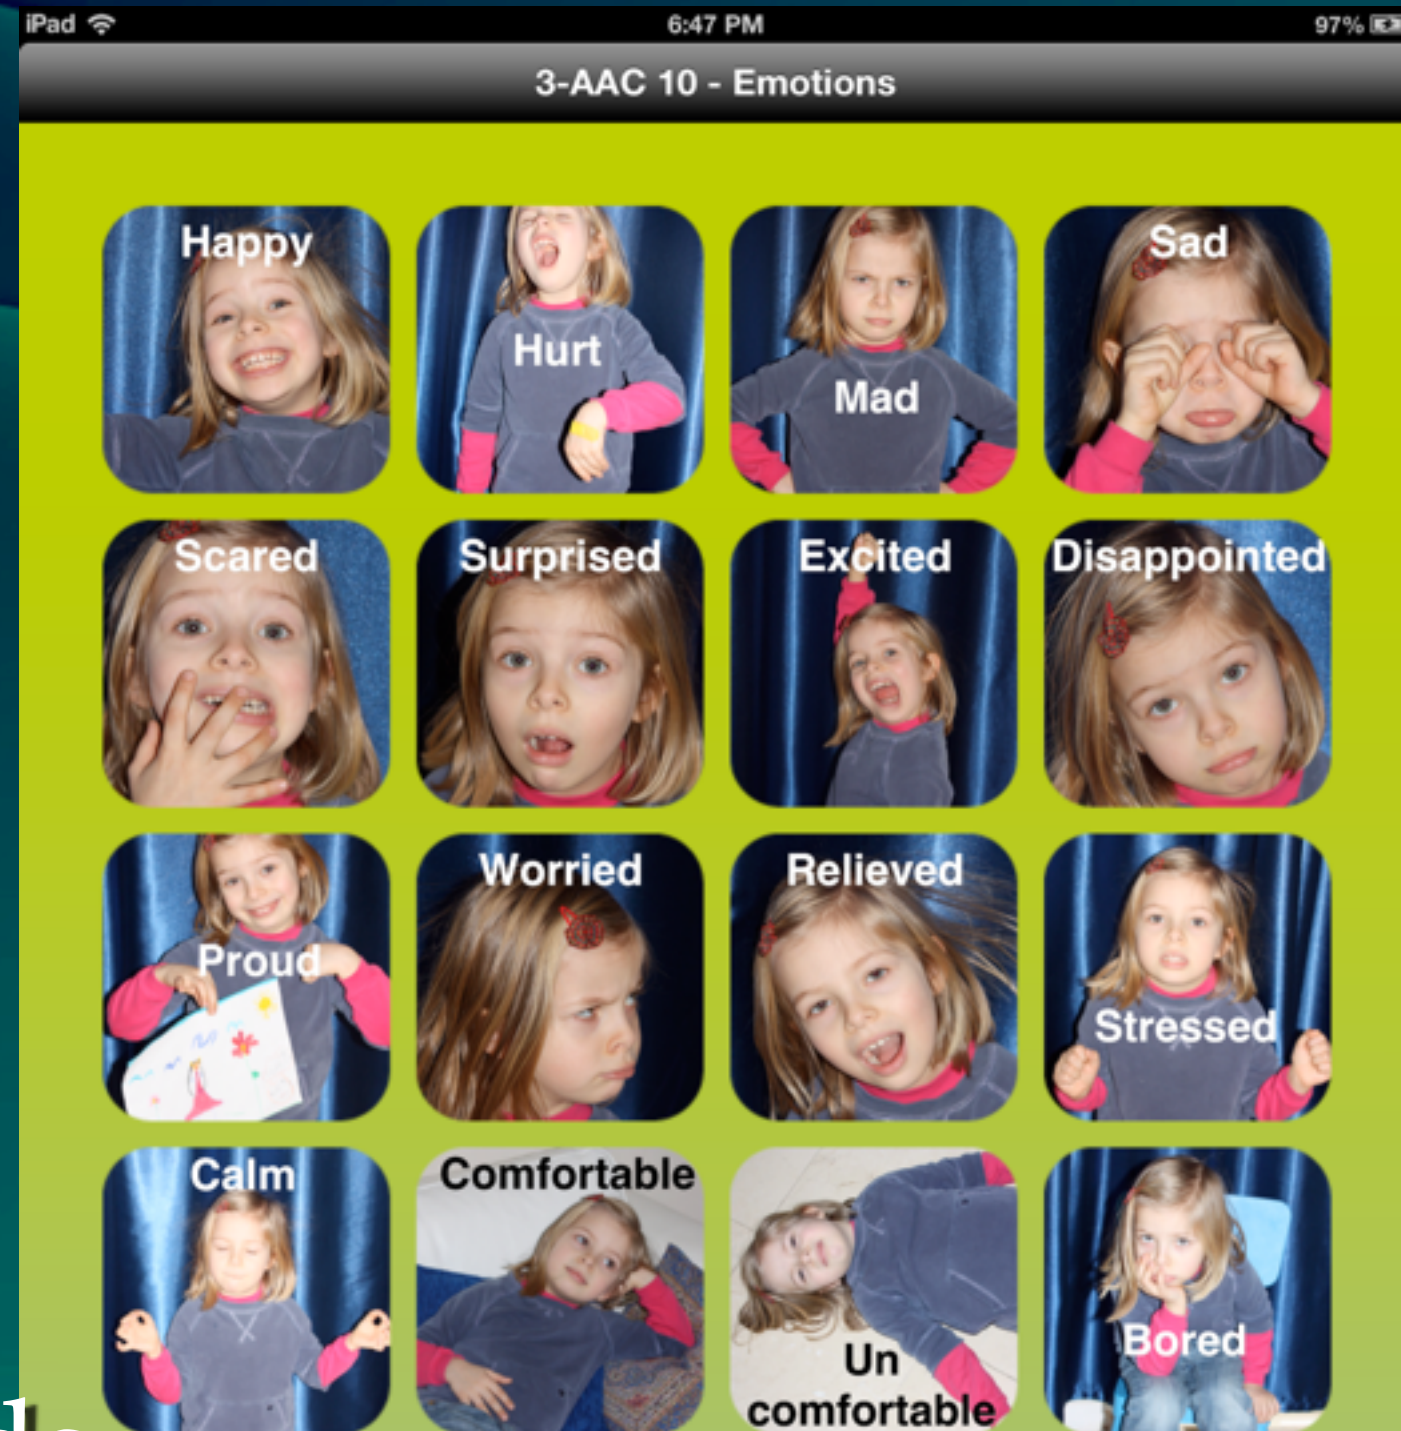 iPad 6:47 PM 97%
3-AAC 10 - Emotions
Happy Hurt Mad Sad
Scared Surprised Excited Disappointed
Proud Worried Relieved Stressed
Calm Comfortable Un
comfortable Bored